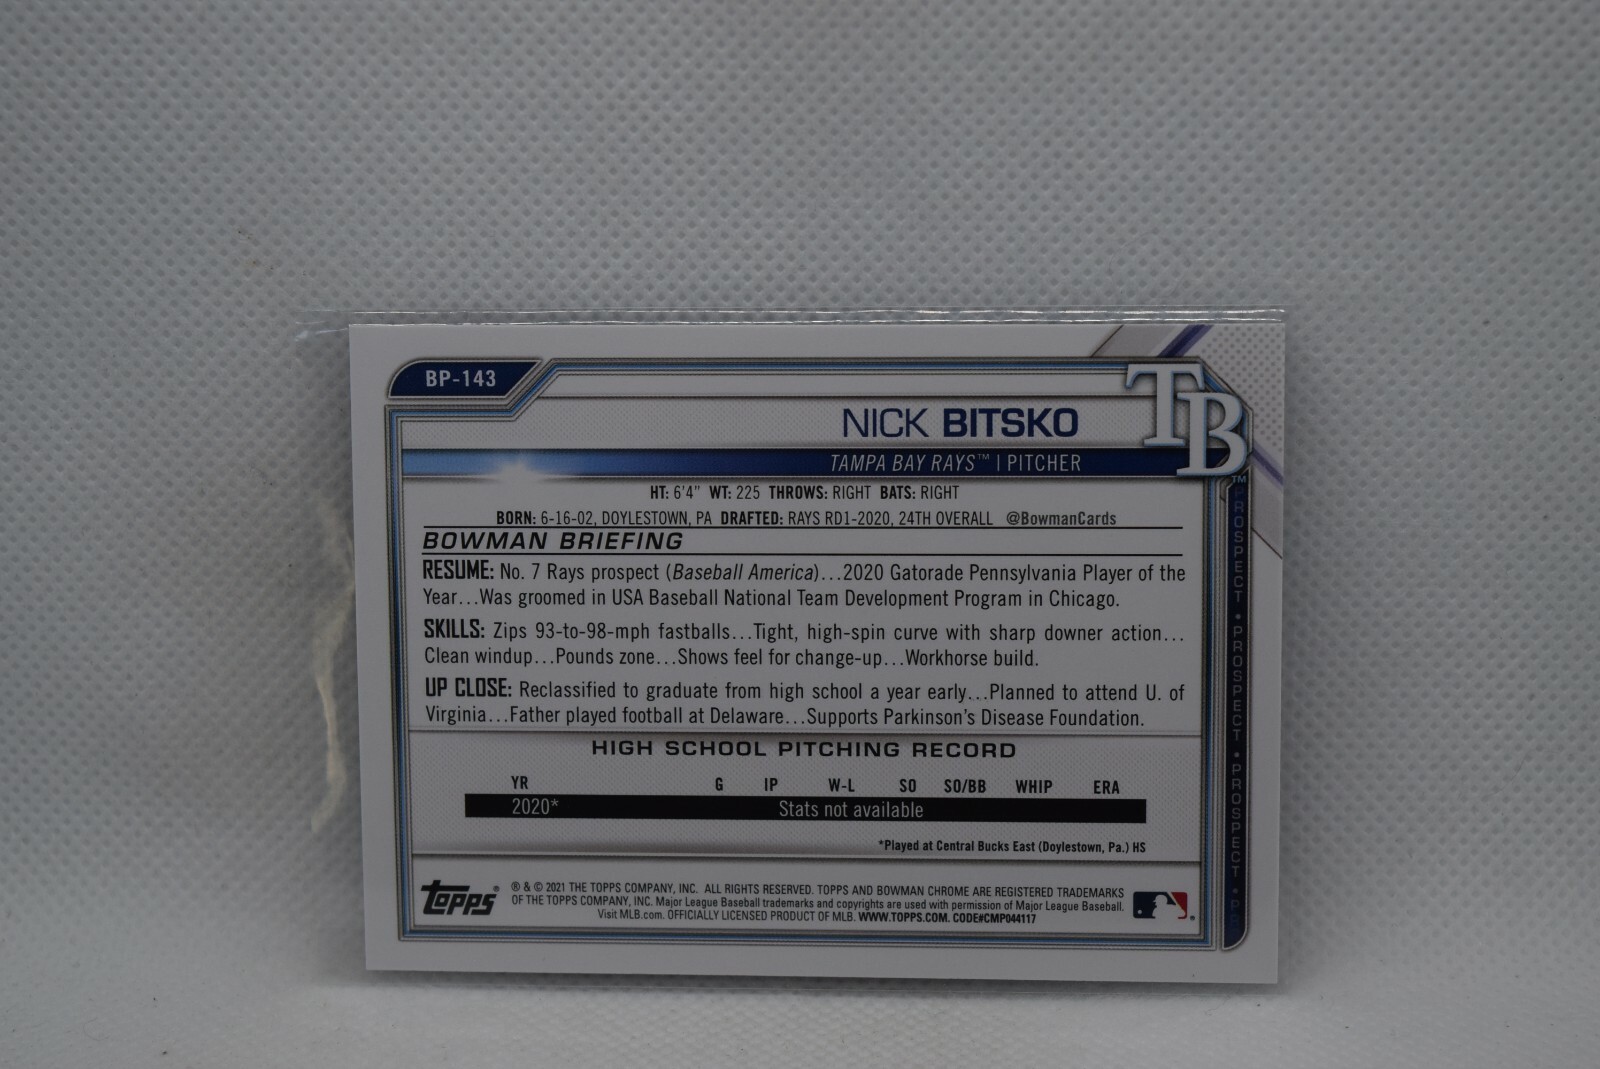 BP-143
TB
NICK BITSKO
TAMPA BAY RAYS™ | PITCHER
HT: 6'4" WT: 225 THROWS: RIGHT BATS: RIGHT
BORN: 6-16-02, DOYLESTOWN, PA DRAFTED: RAYS RD1-2020, 24TH OVERALL @BowmanCards
BOWMAN BRIEFING
RESUME: No. 7 Rays prospect (Baseball America)...2020 Gatorade Pennsylvania Player of the
Year...Was groomed in USA Baseball National Team Development Program in Chicago.
SKILLS: Zips 93-to-98-mph fastballs...Tight, high-spin curve with sharp downer action...
Clean windup...Pounds zone...Shows feel for change-up...Workhorse build.
UP CLOSE: Reclassified to graduate from high school a year early...Planned to attend U. of
Virginia...Father played football at Delaware...Supports Parkinson's Disease Foundation.
HIGH SCHOOL PITCHING RECORD
YR G IP W-L SO SO/BB WHIP ERA
2020* Stats not available
*Played at Central Bucks East (Doylestown, Pa.) HS
topps® ® & © 2021 THE TOPPS COMPANY, INC. ALL RIGHTS RESERVED. TOPPS AND BOWMAN CHROME ARE REGISTERED TRADEMARKS
OF THE TOPPS COMPANY, INC. Major League Baseball trademarks and copyrights are used with permission of Major League Baseball.
Visit MLB.com. OFFICIALLY LICENSED PRODUCT OF MLB. WWW.TOPPS.COM. CODE#CMP044117
™
PROSPECT • PROSPECT • PROSPECT • PR